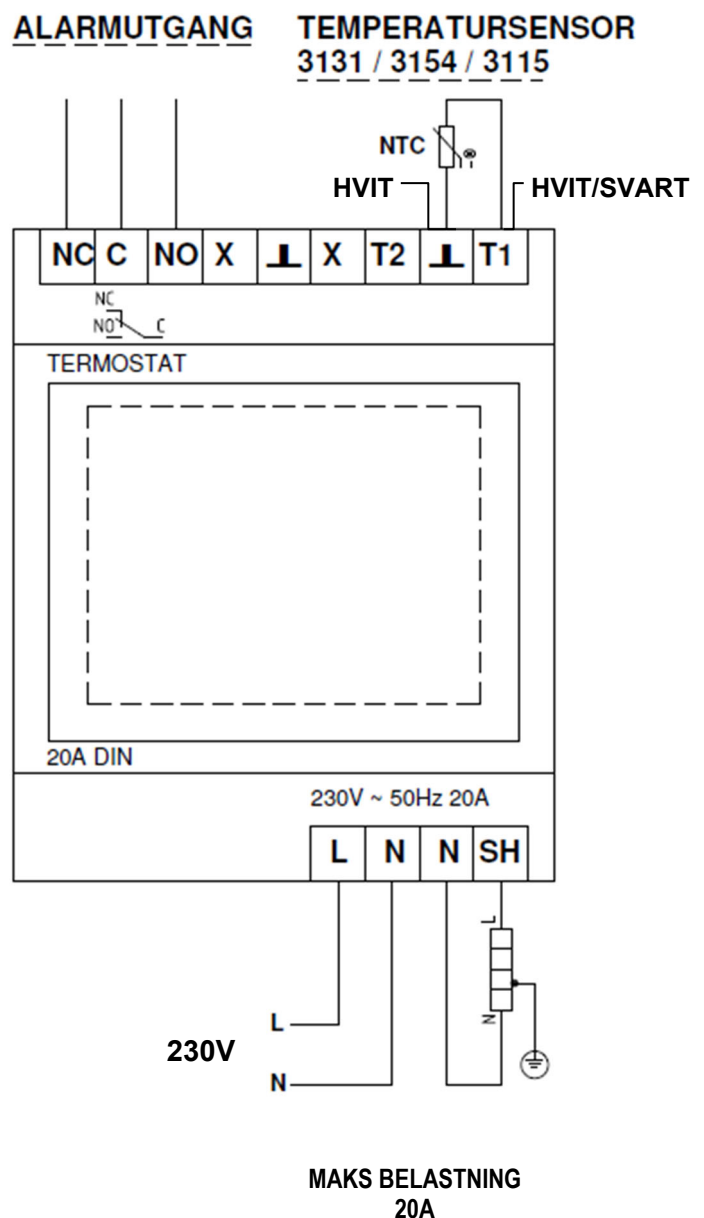 ALARMUTGANG
TEMPERATURSENSOR
3131 / 3154 / 3115
NTC
HVIT
HVIT/SVART
NC C NO X X T2 T1
NC
NO C
TERMOSTAT
20A DIN
230V ~ 50Hz 20A
L N N SH
L
N
L
230V
N
MAKS BELASTNING
20A